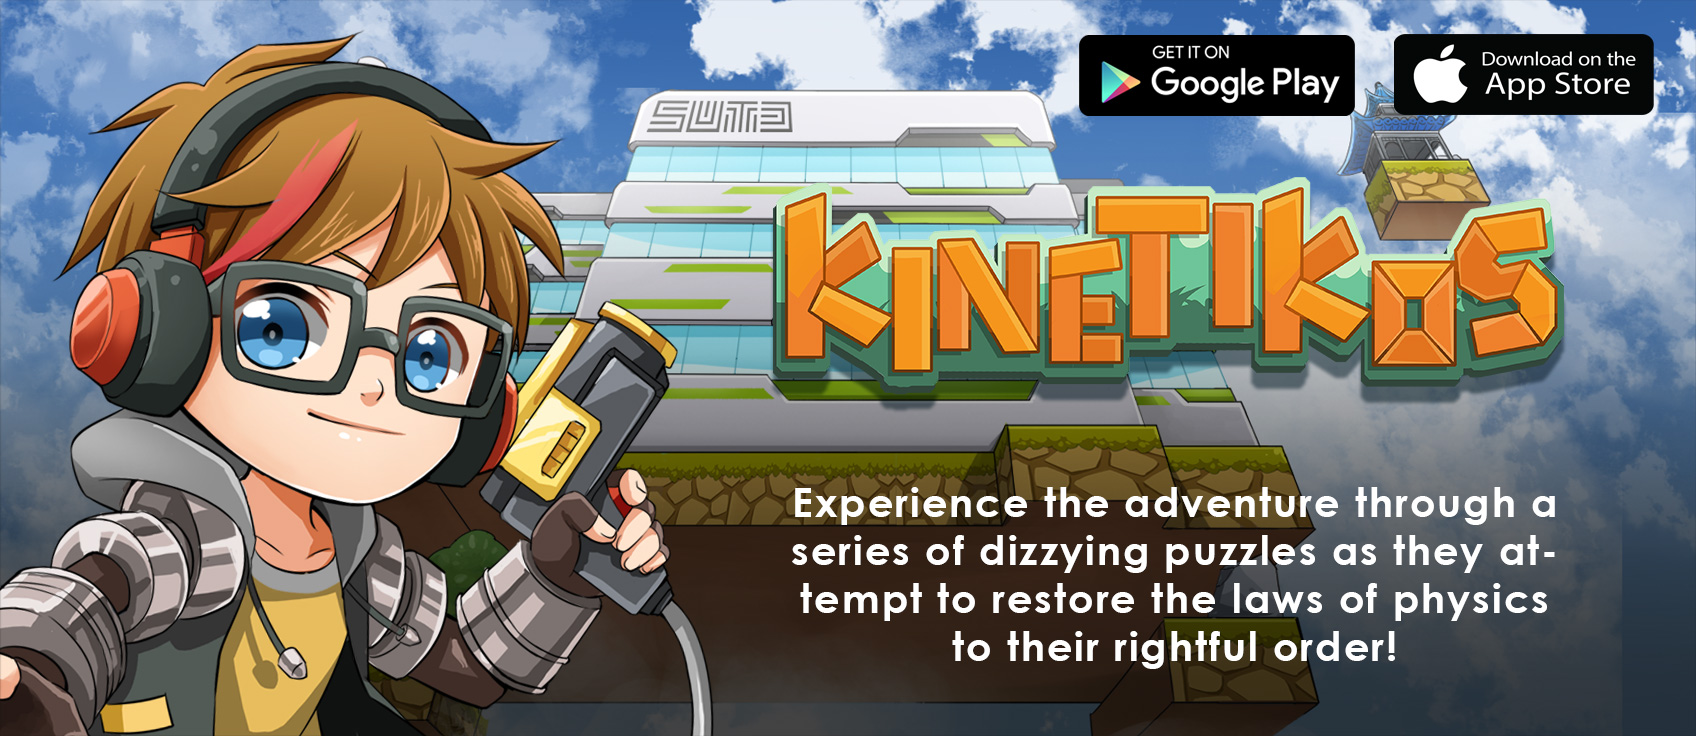 GET IT ON
Google Play
Download on the
App Store
SUTD
KINETIKOS
Experience the adventure through a
series of dizzying puzzles as they at-
tempt to restore the laws of physics
to their rightful order!